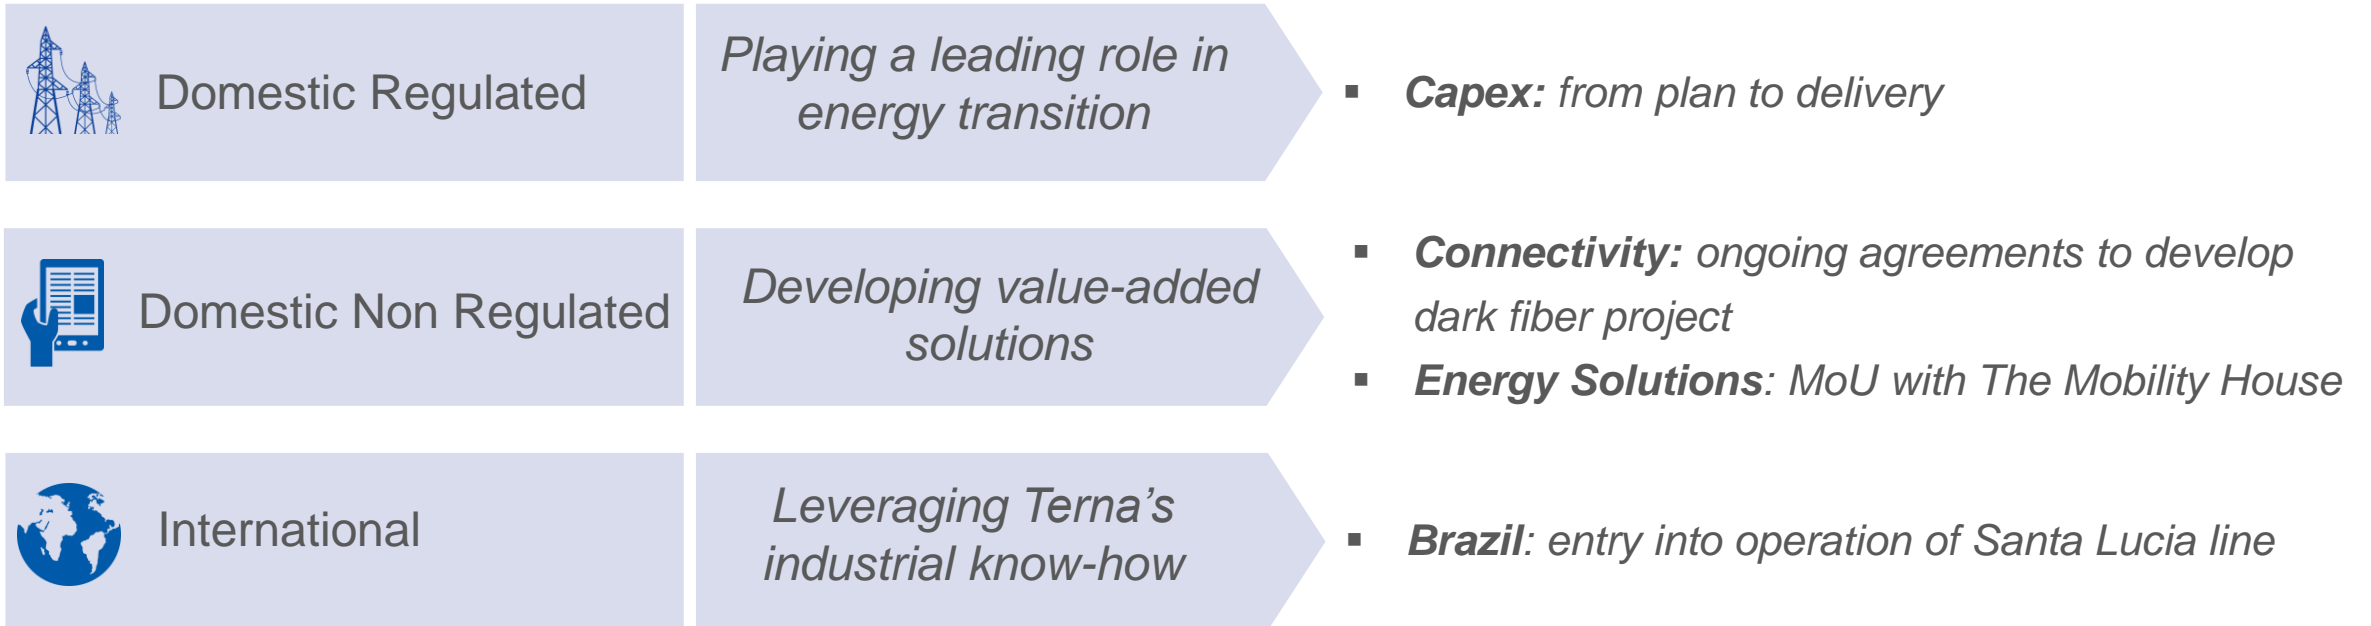 Domestic Regulated
Playing a leading role in
energy transition
▪ Capex: from plan to delivery
Domestic Non Regulated
Developing value-added
solutions
▪ Connectivity: ongoing agreements to develop
dark fiber project
▪ Energy Solutions: MoU with The Mobility House
International
Leveraging Terna’s
industrial know-how
▪ Brazil: entry into operation of Santa Lucia line